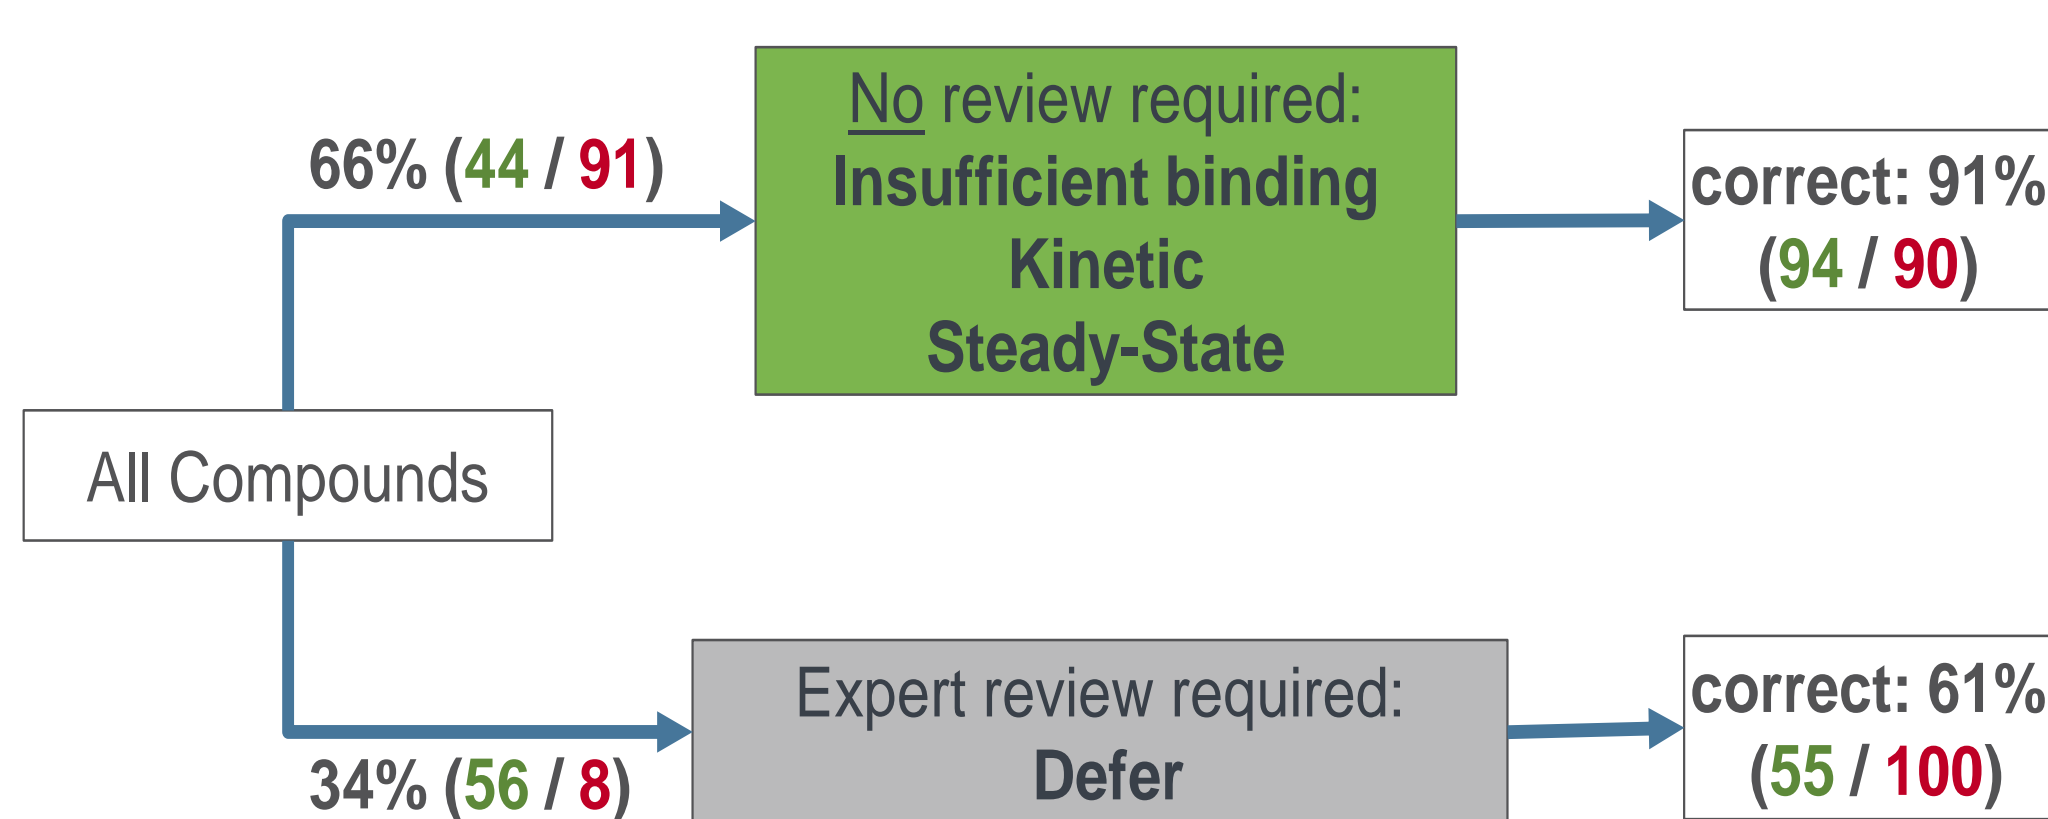 66% (44 / 91)
No review required:
Insufficient binding
Kinetic
Steady-State
correct: 91%
(94 / 90)
All Compounds
34% (56 / 8)
Expert review required:
Defer
correct: 61%
(55 / 100)